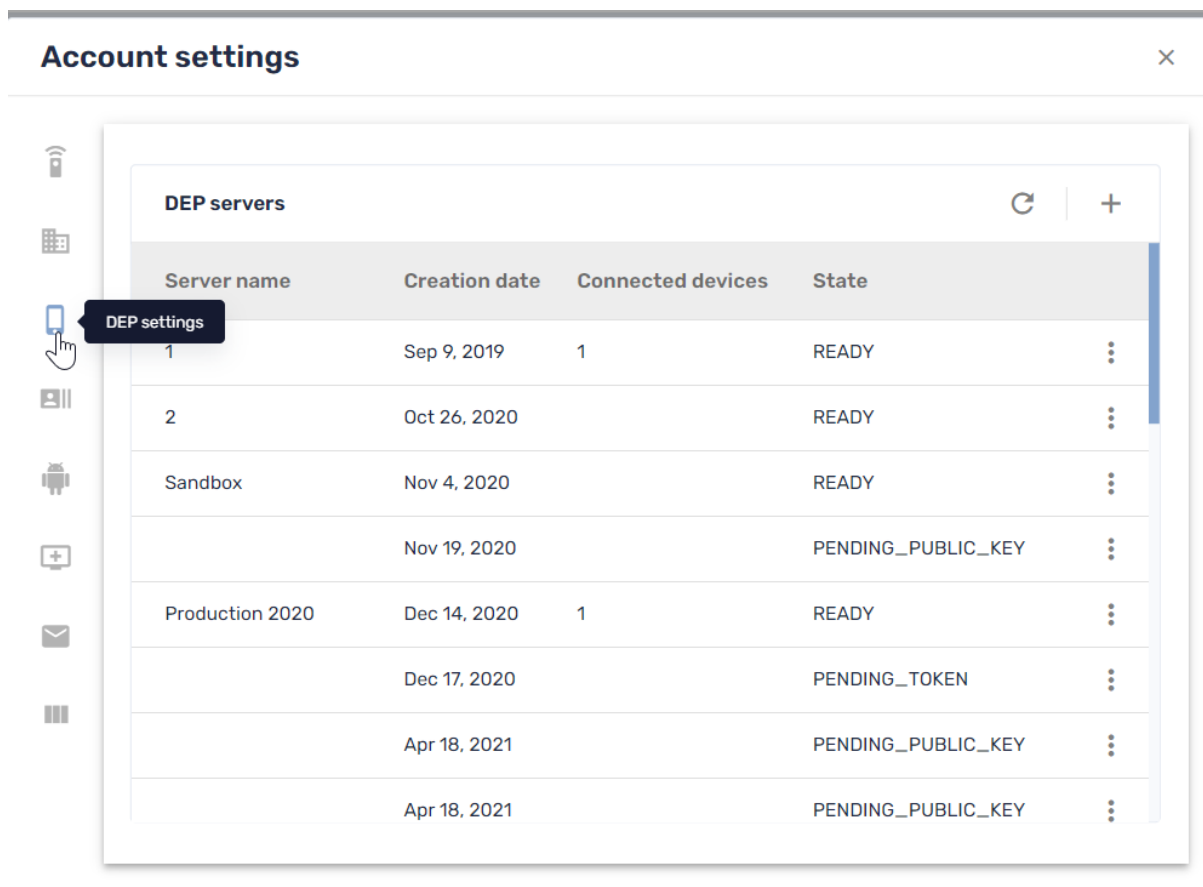 Account settings
DEP servers
Server name Creation date Connected devices State
DEP settings
1 Sep 9, 2019 1 READY
2 Oct 26, 2020 READY
Sandbox Nov 4, 2020 READY
Nov 19, 2020 PENDING_PUBLIC_KEY
Production 2020 Dec 14, 2020 1 READY
Dec 17, 2020 PENDING_TOKEN
Apr 18, 2021 PENDING_PUBLIC_KEY
Apr 18, 2021 PENDING_PUBLIC_KEY